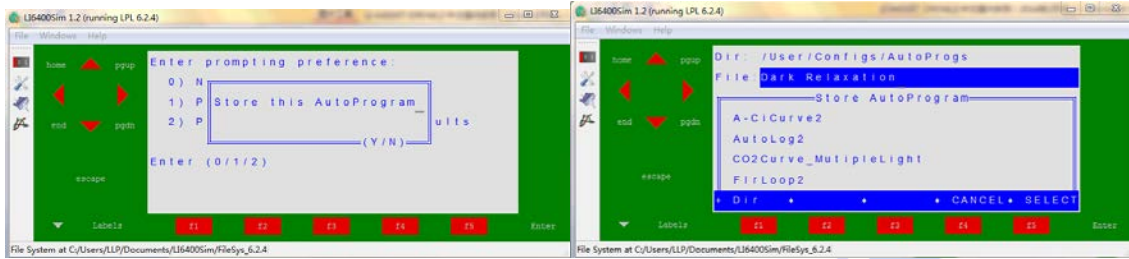 LI6400Sim 1.2 (running LPL 6.2.4)
File Windows Help
home pgup
end pgdn
escape
Enter prompting preference:
0) N
1) P
2) P ults
Store this AutoProgram_
(Y/N)
Enter (0/1/2)
Labels f1 f2 f3 f4 f5 Enter
File System at C:/Users/LLP/Documents/LI6400Sim/FileSys_6.2.4
LI6400Sim 1.2 (running LPL 6.2.4)
File Windows Help
home pgup
end pgdn
escape
Dir: /User/Configs/AutoProgs
File:Dark Relaxation
Store AutoProgram
A-CiCurve2
AutoLog2
CO2Curve_MutipleLight
FlrLoop2
Dir CANCEL SELECT
Labels f1 f2 f3 f4 f5 Enter
File System at C:/Users/LLP/Documents/LI6400Sim/FileSys_6.2.4